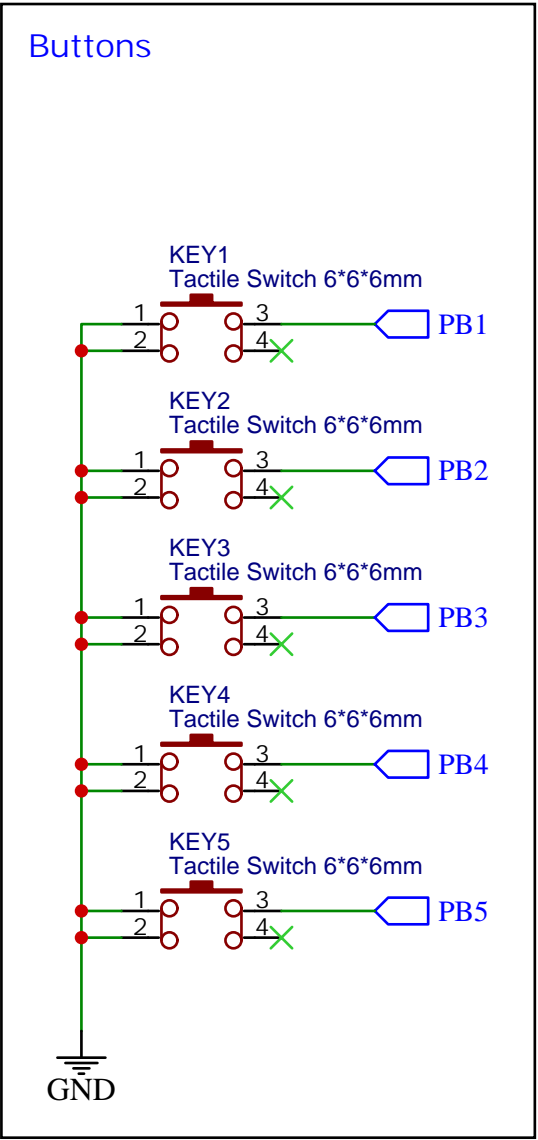 Buttons
KEY1
Tactile Switch 6*6*6mm
1 3 PB1
2 4
KEY2
Tactile Switch 6*6*6mm
1 3 PB2
2 4
KEY3
Tactile Switch 6*6*6mm
1 3 PB3
2 4
KEY4
Tactile Switch 6*6*6mm
1 3 PB4
2 4
KEY5
Tactile Switch 6*6*6mm
1 3 PB5
2 4
GND